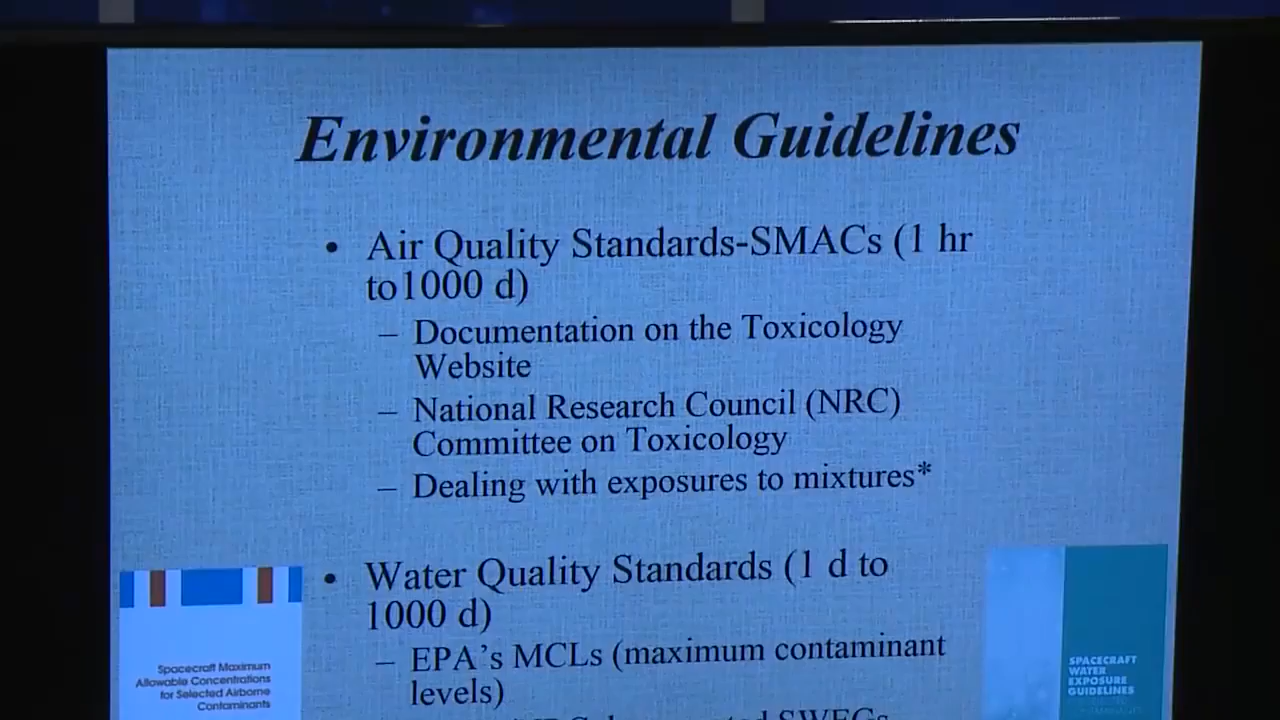 Environmental Guidelines
• Air Quality Standards-SMACs (1 hr
to1000 d)
– Documentation on the Toxicology
Website
– National Research Council (NRC)
Committee on Toxicology
– Dealing with exposures to mixtures*
• Water Quality Standards (1 d to
1000 d)
– EPA's MCLs (maximum contaminant
levels)
SWEGs
Spacecraft Maximum
Allowable Concentrations
for Selected Airborne
Contaminants
SPACECRAFT
WATER
EXPOSURE
GUIDELINES